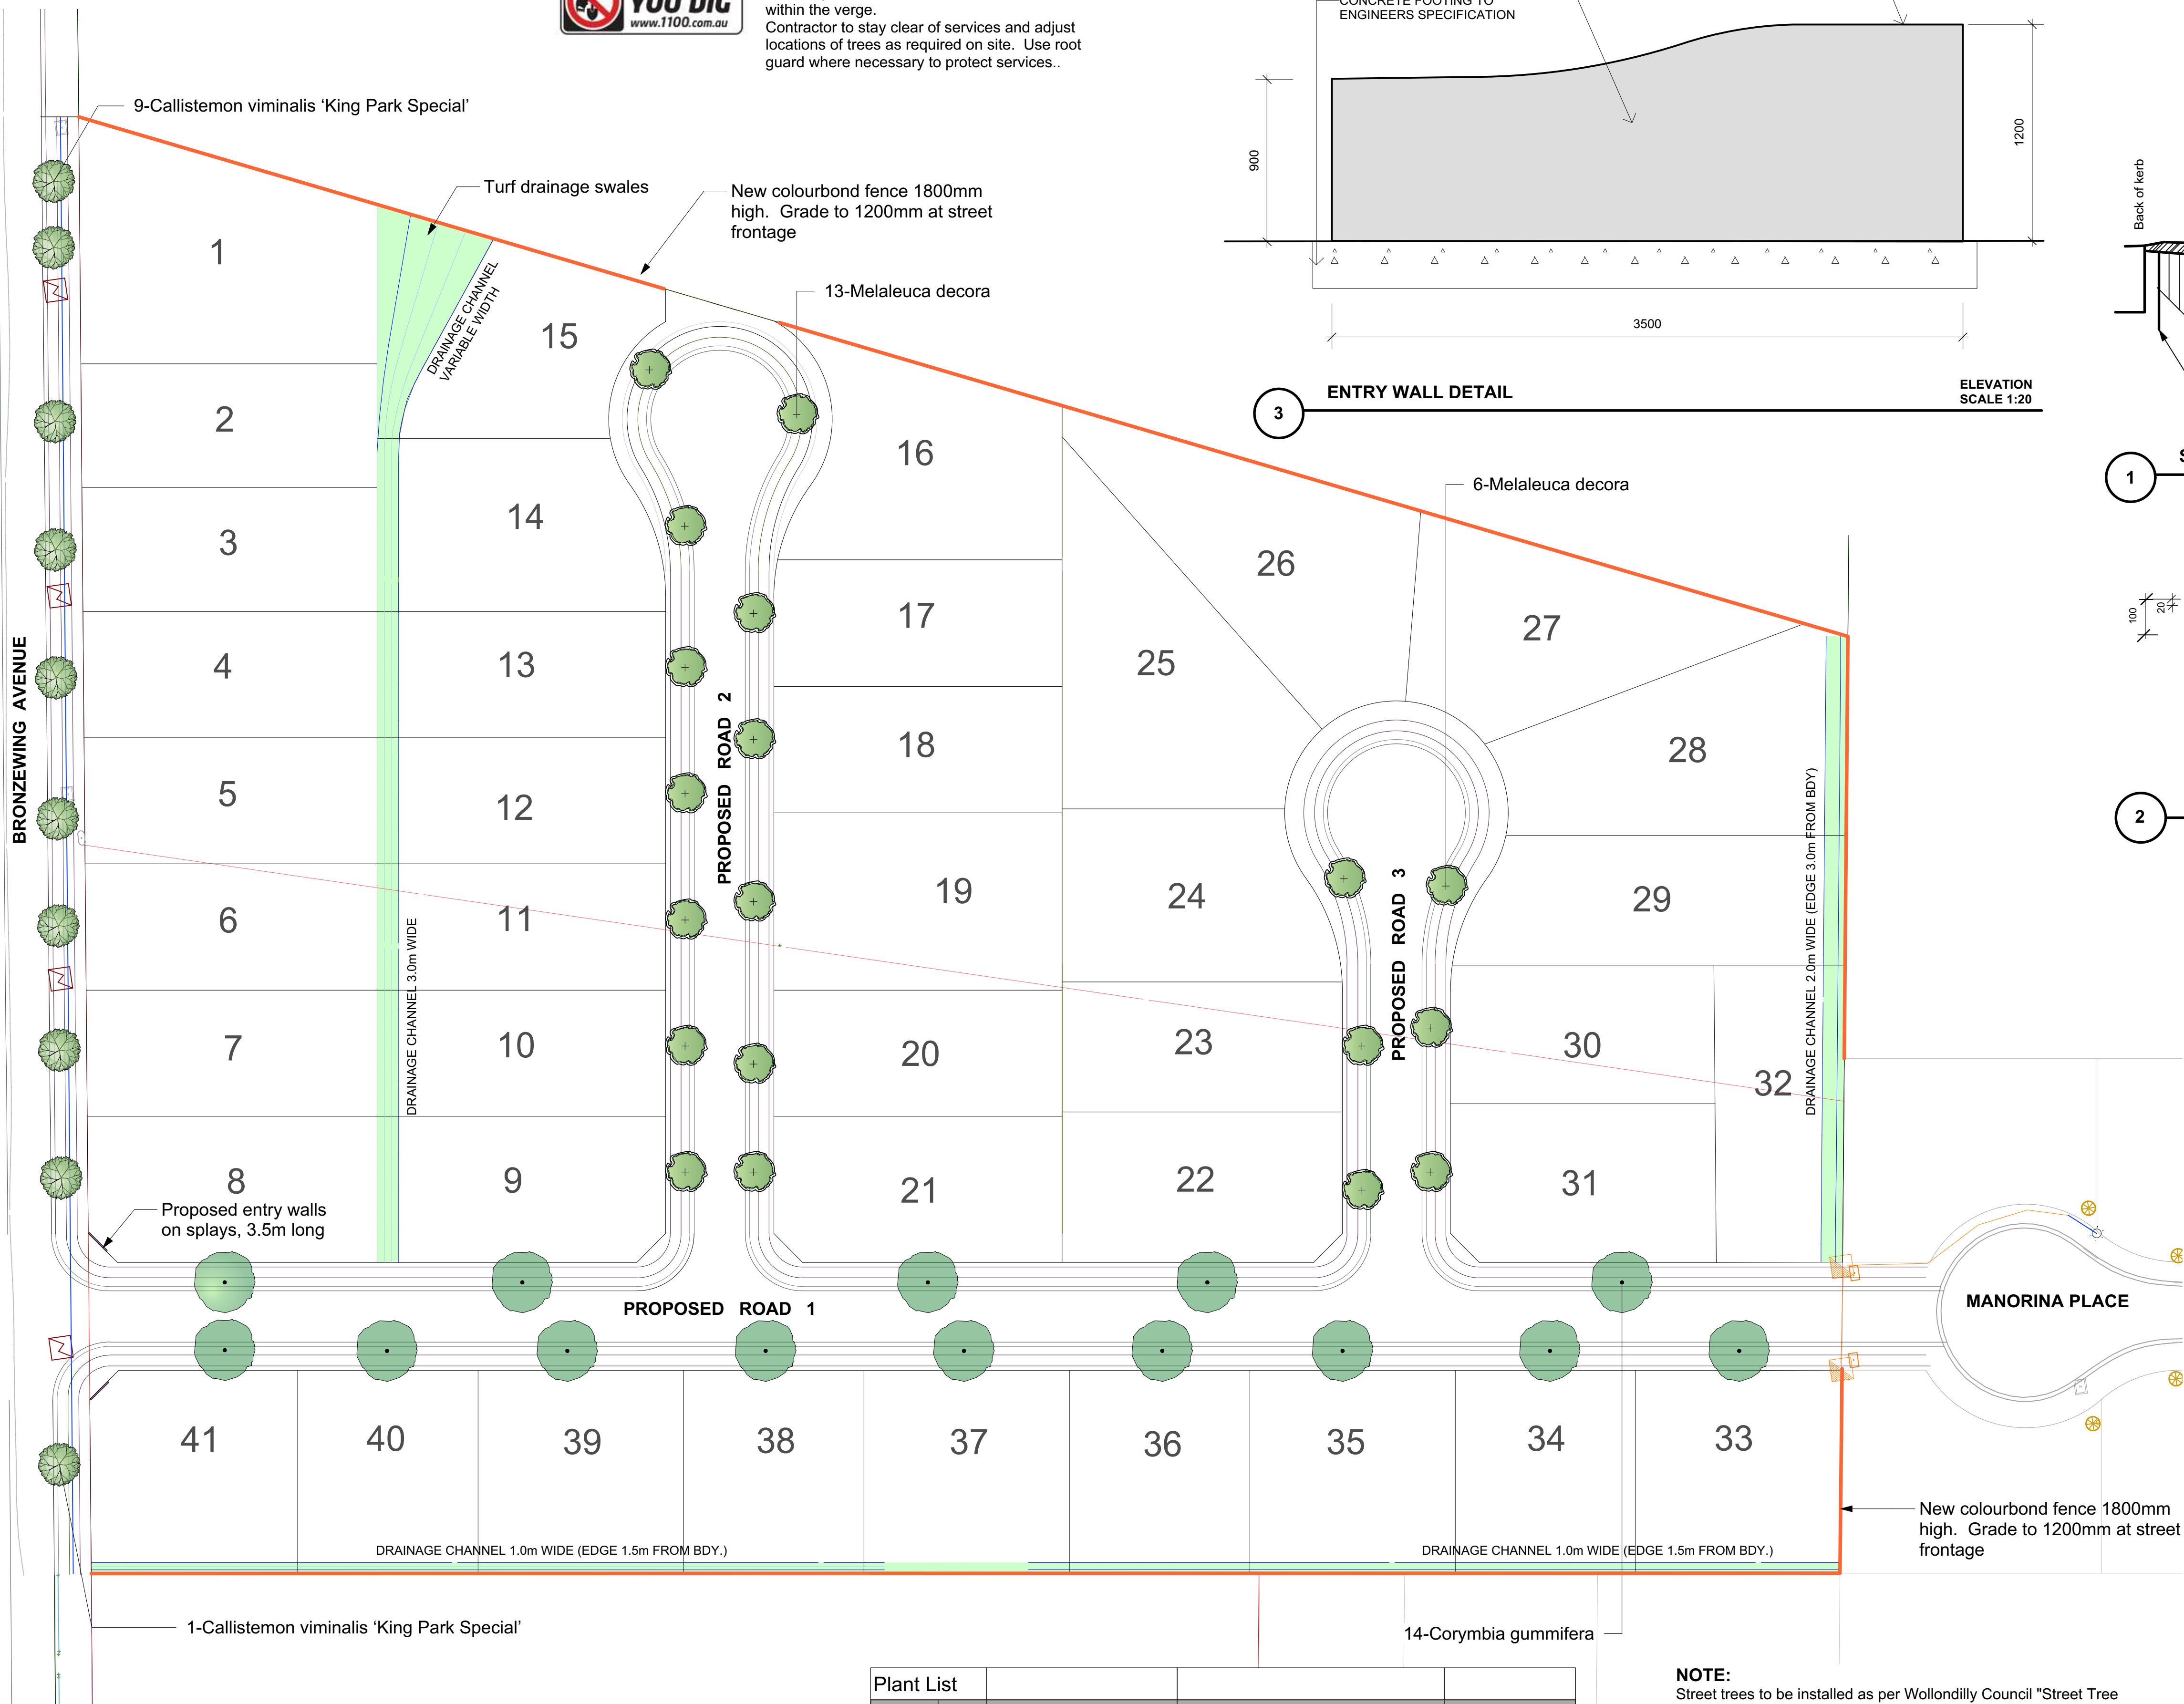 YOU DIG
www.1100.com.au
within the verge.
Contractor to stay clear of services and adjust
locations of trees as required on site. Use root
guard where necessary to protect services..
CONCRETE FOOTING TO
ENGINEERS SPECIFICATION
900
1200
3500
3
ENTRY WALL DETAIL
ELEVATION
SCALE 1:20
Back of kerb
1
S
100
20
2
9-Callistemon viminalis ‘King Park Special’
Turf drainage swales
New colourbond fence 1800mm
high. Grade to 1200mm at street
frontage
13-Melaleuca decora
6-Melaleuca decora
DRAINAGE CHANNEL
VARIABLE WIDTH
1
2
3
4
5
6
7
8
15
14
13
12
11
10
9
16
17
18
19
20
21
26
25
24
23
22
27
28
29
30
31
32
BRONZEWING AVENUE
PROPOSED ROAD 2
PROPOSED ROAD 3
DRAINAGE CHANNEL 3.0m WIDE
DRAINAGE CHANNEL 2.0m WIDE (EDGE 3.0m FROM BDY)
Proposed entry walls
on splays, 3.5m long
PROPOSED ROAD 1
MANORINA PLACE
41
40
39
38
37
36
35
34
33
New colourbond fence 1800mm
high. Grade to 1200mm at street
frontage
DRAINAGE CHANNEL 1.0m WIDE (EDGE 1.5m FROM BDY.)
DRAINAGE CHANNEL 1.0m WIDE (EDGE 1.5m FROM BDY.)
1-Callistemon viminalis ‘King Park Special’
14-Corymbia gummifera
Plant List
NOTE:
Street trees to be installed as per Wollondilly Council "Street Tree